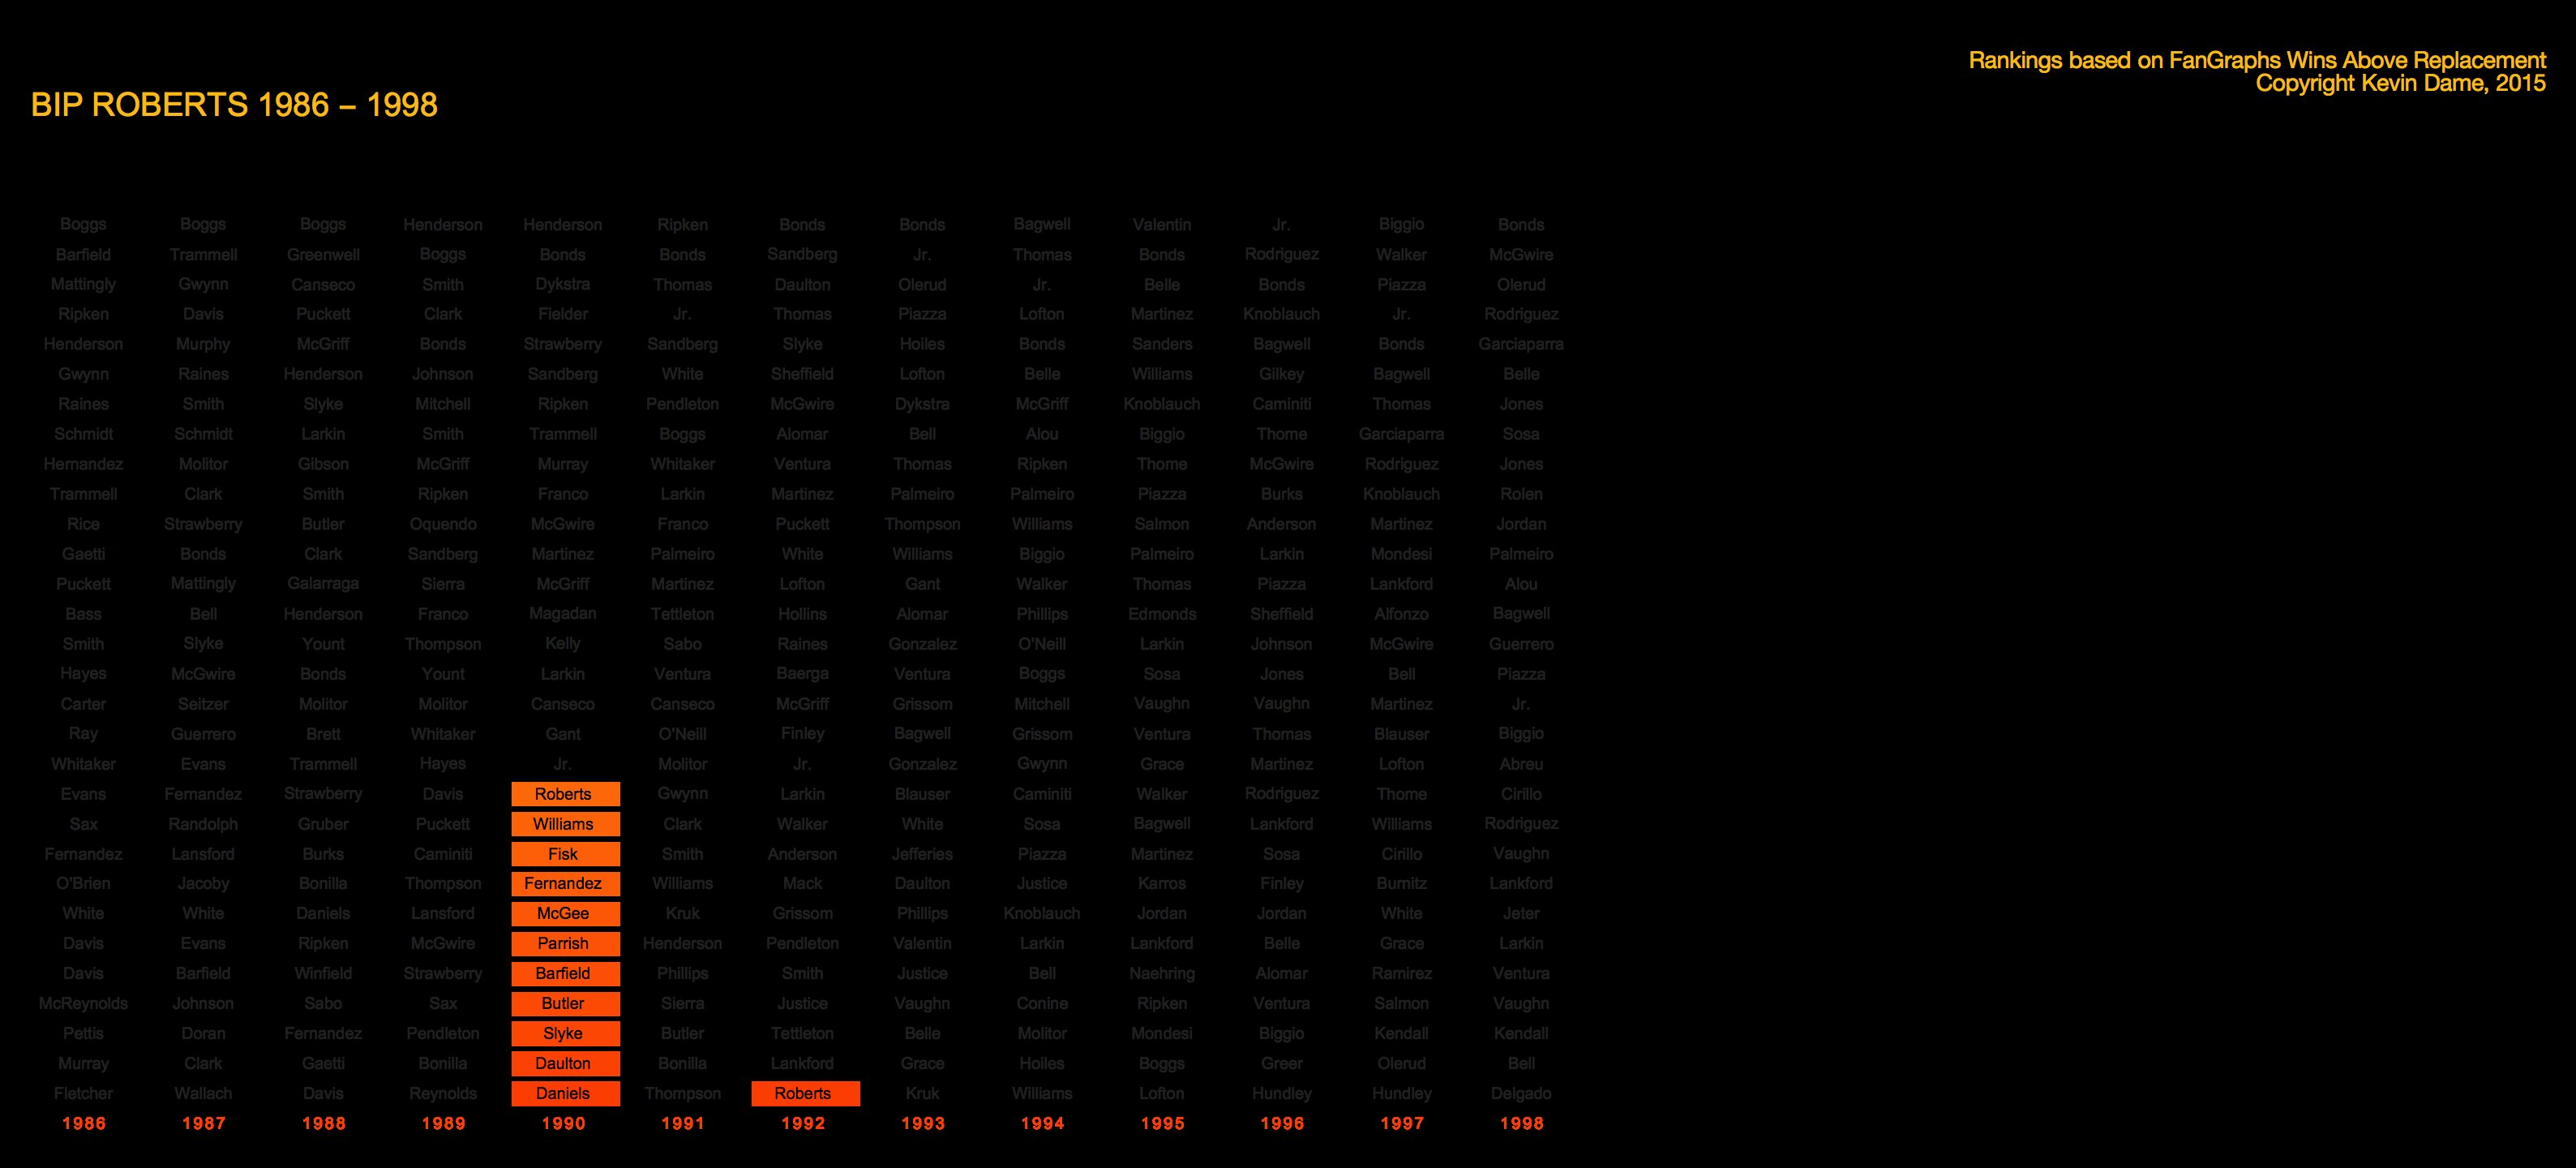 Rankings based on FanGraphs Wins Above Replacement
Copyright Kevin Dame, 2015
BIP ROBERTS 1986 – 1998
Boggs Boggs Boggs Henderson Henderson Ripken Bonds Bonds Bagwell Valentin Jr. Biggio Bonds
Barfield Trammell Greenwell Boggs Bonds Bonds Sandberg Jr. Thomas Bonds Rodriguez Walker McGwire
Mattingly Gwynn Canseco Smith Dykstra Thomas Daulton Olerud Jr. Belle Bonds Piazza Olerud
Ripken Davis Puckett Clark Fielder Jr. Thomas Piazza Lofton Martinez Knoblauch Jr. Rodriguez
Henderson Murphy McGriff Bonds Strawberry Sandberg Slyke Hoiles Bonds Sanders Bagwell Bonds Garciaparra
Gwynn Raines Henderson Johnson Sandberg White Sheffield Lofton Belle Williams Gilkey Bagwell Belle
Raines Smith Slyke Mitchell Ripken Pendleton McGwire Dykstra McGriff Knoblauch Caminiti Thomas Jones
Schmidt Schmidt Larkin Smith Trammell Boggs Alomar Bell Alou Biggio Thome Garciaparra Sosa
Hernandez Molitor Gibson McGriff Murray Whitaker Ventura Thomas Ripken Thome McGwire Rodriguez Jones
Trammell Clark Smith Ripken Franco Larkin Martinez Palmeiro Palmeiro Piazza Burks Knoblauch Rolen
Rice Strawberry Butler Oquendo McGwire Franco Puckett Thompson Williams Salmon Anderson Martinez Jordan
Gaetti Bonds Clark Sandberg Martinez Palmeiro White Williams Biggio Palmeiro Larkin Mondesi Palmeiro
Puckett Mattingly Galarraga Sierra McGriff Martinez Lofton Gant Walker Thomas Piazza Lankford Alou
Bass Bell Henderson Franco Magadan Tettleton Hollins Alomar Phillips Edmonds Sheffield Alfonzo Bagwell
Smith Slyke Yount Thompson Kelly Sabo Raines Gonzalez O'Neill Larkin Johnson McGwire Guerrero
Hayes McGwire Bonds Yount Larkin Ventura Baerga Ventura Boggs Sosa Jones Bell Piazza
Carter Seitzer Molitor Molitor Canseco Canseco McGriff Grissom Mitchell Vaughn Vaughn Martinez Jr.
Ray Guerrero Brett Whitaker Gant O'Neill Finley Bagwell Grissom Ventura Thomas Blauser Biggio
Whitaker Evans Trammell Hayes Jr. Molitor Jr. Gonzalez Gwynn Grace Martinez Lofton Abreu
Evans Fernandez Strawberry Davis Roberts Gwynn Larkin Blauser Caminiti Walker Rodriguez Thome Cirillo
Sax Randolph Gruber Puckett Williams Clark Walker White Sosa Bagwell Lankford Williams Rodriguez
Fernandez Lansford Burks Caminiti Fisk Smith Anderson Jefferies Piazza Martinez Sosa Cirillo Vaughn
O'Brien Jacoby Bonilla Thompson Fernandez Williams Mack Daulton Justice Karros Finley Burnitz Lankford
White White Daniels Lansford McGee Kruk Grissom Phillips Knoblauch Jordan Jordan White Jeter
Davis Evans Ripken McGwire Parrish Henderson Pendleton Valentin Larkin Lankford Belle Grace Larkin
Davis Barfield Winfield Strawberry Barfield Phillips Smith Justice Bell Naehring Alomar Ramirez Ventura
McReynolds Johnson Sabo Sax Butler Sierra Justice Vaughn Conine Ripken Ventura Salmon Vaughn
Pettis Doran Fernandez Pendleton Slyke Butler Tettleton Belle Molitor Mondesi Biggio Kendall Kendall
Murray Clark Gaetti Bonilla Daulton Bonilla Lankford Grace Hoiles Boggs Greer Olerud Bell
Fletcher Wallach Davis Reynolds Daniels Thompson Roberts Kruk Williams Lofton Hundley Hundley Delgado
1986 1987 1988 1989 1990 1991 1992 1993 1994 1995 1996 1997 1998